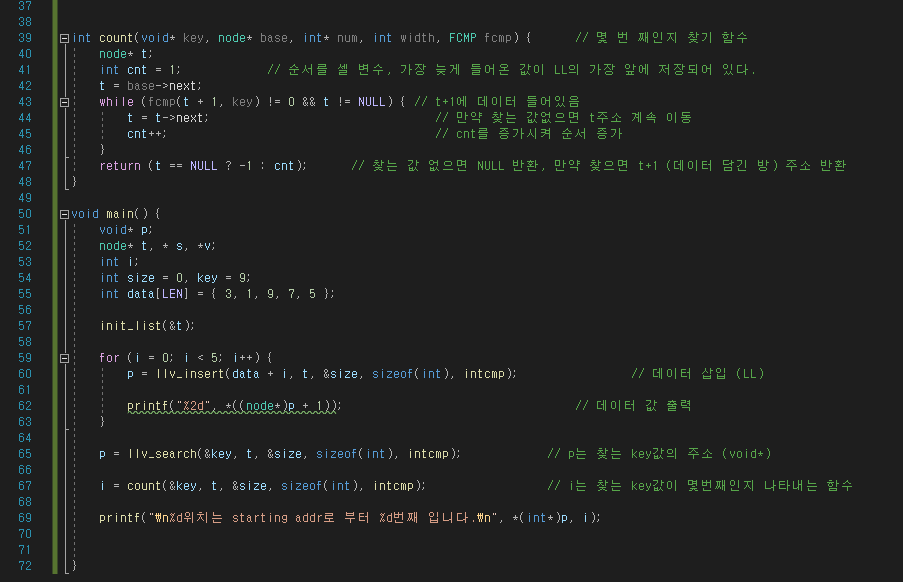 37
38
39 int count(void* key, node* base, int* num, int width, FCMP fcmp) { // 몇 번 째인지 찾기 함수
40 node* t;
41 int cnt = 1; // 순서를 셀 변수, 가장 늦게 들어온 값이 LL의 가장 앞에 저장되어 있다.
42 t = base->next;
43 while (fcmp(t + 1, key) != 0 && t != NULL) { // t+1에 데이터 들어있음
44 t = t->next; // 만약 찾는 값없으면 t주소 계속 이동
45 cnt++; // cnt를 증가시켜 순서 증가
46 }
47 return (t == NULL ? -1 : cnt); // 찾는 값 없으면 NULL 반환, 만약 찾으면 t+1 (데이터 담긴 방) 주소 반환
48 }
49
50 void main() {
51 void* p;
52 node* t, * s, *v;
53 int i;
54 int size = 0, key = 9;
55 int data[LEN] = { 3, 1, 9, 7, 5 };
56
57 init_list(&t);
58
59 for (i = 0; i < 5; i++) {
60 p = llv_insert(data + i, t, &size, sizeof(int), intcmp); // 데이터 삽입 (LL)
61
62 printf("%2d", *((node*)p + 1)); // 데이터 값 출력
63 }
64
65 p = llv_search(&key, t, &size, sizeof(int), intcmp); // p는 찾는 key값의 주소 (void*)
66
67 i = count(&key, t, &size, sizeof(int), intcmp); // i는 찾는 key값이 몇번째인지 나타내는 함수
68
69 printf("₩n%d위치는 starting addr로 부터 %d번째 입니다.₩n", *(int*)p, i);
70
71
72 }